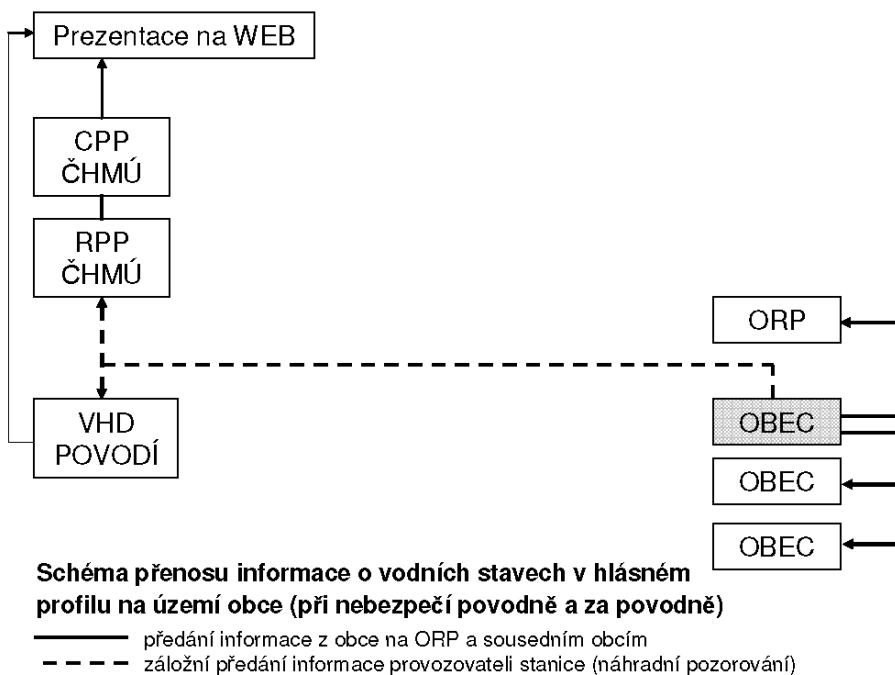 Prezentace na WEB
CPP
ČHMÚ
RPP
ČHMÚ
ORP
VHD
POVODÍ
OBEC
OBEC
OBEC
Schéma přenosu informace o vodních stavech v hlásném
profilu na území obce (při nebezpečí povodně a za povodně)
předání informace z obce na ORP a sousedním obcím
záložní předání informace provozovateli stanice (náhradní pozorování)